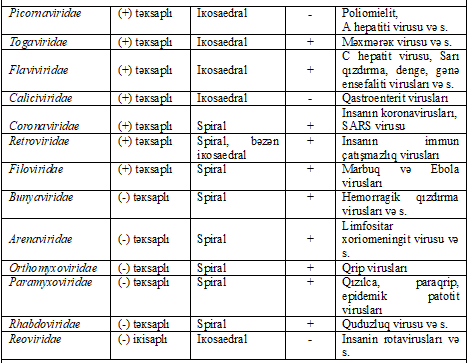 Picornaviridae (+) təksaplı İkosaedral - Poliomielit,
A hepatiti virusu və s.
Togaviridae (+) təksaplı İkosaedral + Məxmərək virusu və s.
Flaviviridae (+) təksaplı İkosaedral + C hepatit virusu, Sarı
qızdırma, denge, gənə
ensefaliti virusları və s.
Caliciviridae (+) təksaplı İkosaedral - Qastroenterit virusları
Coronaviridae (+) təksaplı Spiral + İnsanın koronavirusları,
SARS virusu
Retroviridae (+) təksaplı Spiral, bəzən + İnsanın immun
ikosaedral çatışmazlıq virusları
Filoviridae (+) təksaplı Spiral + Marbuq və Ebola
virusları
Bunyaviridae (-) təksaplı Spiral + Hemorragik qızdırma
virusları və s.
Arenaviridae (-) təksaplı Spiral + Limfositar
xoriomeningit virusu və
s.
Orthomyxoviridae (-) təksaplı Spiral + Qrip virusları
Paramyxoviridae (-) təksaplı Spiral + Qızılca, paraqrip,
epidemik patotit
virusları
Rhabdoviridae (-) təksaplı Spiral + Quduzluq virusu və s.
Reoviridae (-) ikisaplı İkosaedral - İnsanin rotavirusları və
s.